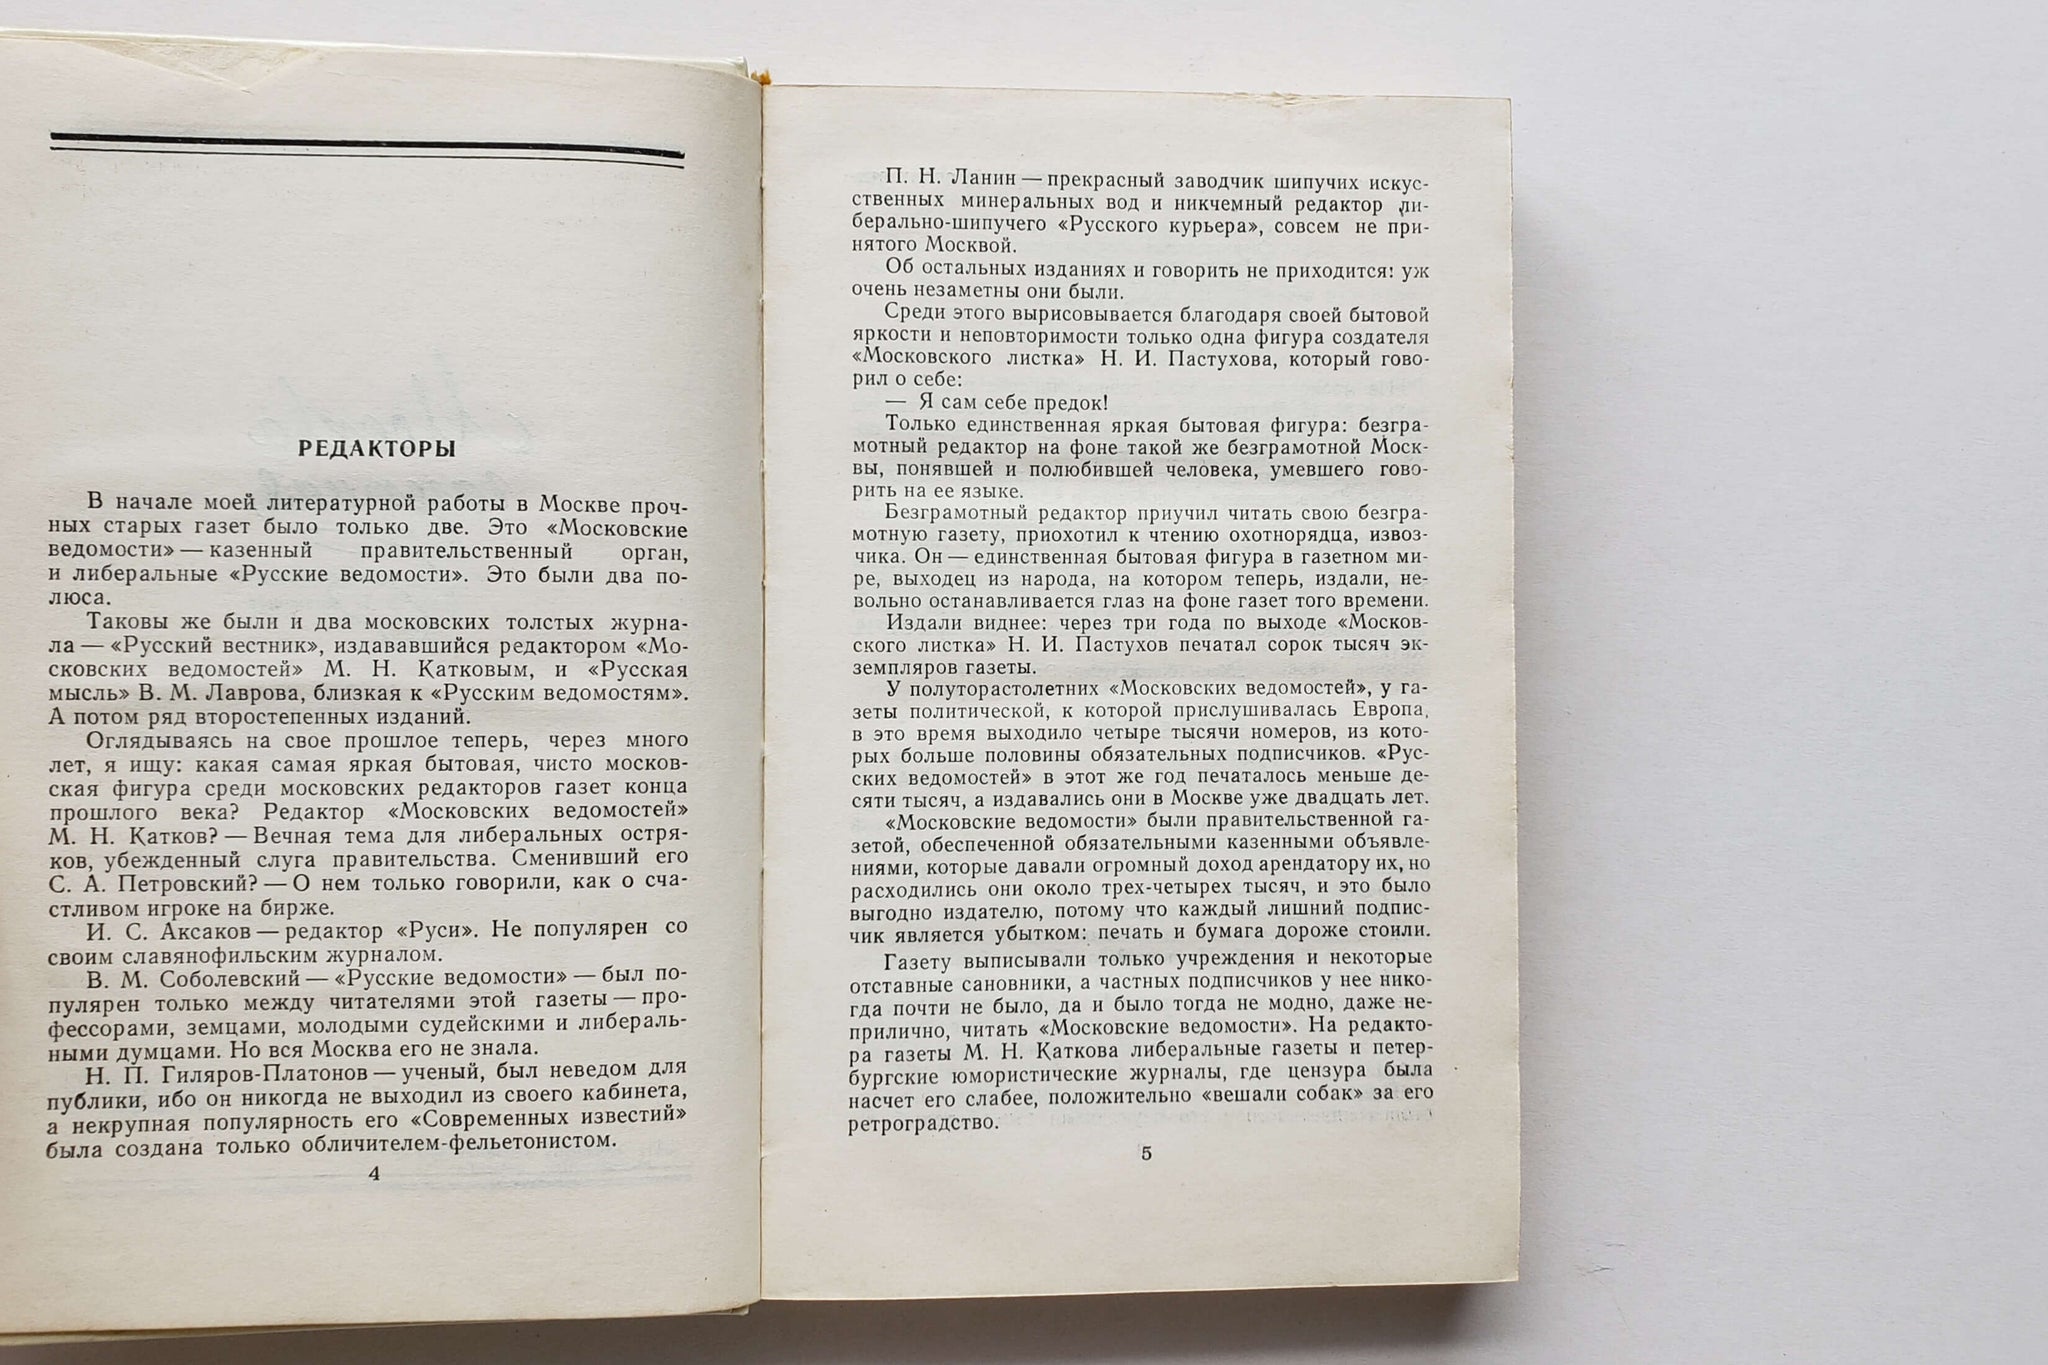 РЕДАКТОРЫ
В начале моей литературной работы в Москве проч-
ных старых газет было только две. Это «Московские
ведомости» — казенный правительственный орган,
и либеральные «Русские ведомости». Это были два по-
люса.
Таковы же были и два московских толстых журна-
ла — «Русский вестник», издававшийся редактором «Мо-
сковских ведомостей» М. Н. Катковым, и «Русская
мысль» В. М. Лаврова, близкая к «Русским ведомостям».
А потом ряд второстепенных изданий.
Оглядываясь на свое прошлое теперь, через много
лет, я ищу: какая самая яркая бытовая, чисто москов-
ская фигура среди московских редакторов газет конца
прошлого века? Редактор «Московских ведомостей»
М. Н. Катков? — Вечная тема для либеральных остря-
ков, убежденный слуга правительства. Сменивший его
С. А. Петровский? — О нем только говорили, как о сча-
стливом игроке на бирже.
И. С. Аксаков — редактор «Руси». Не популярен со
своим славянофильским журналом.
В. М. Соболевский — «Русские ведомости» — был по-
пулярен только между читателями этой газеты — про-
фессорами, земцами, молодыми судейскими и либераль-
ными думцами. Но вся Москва его не знала.
Н. П. Гиляров-Платонов — ученый, был неведом для
публики, ибо он никогда не выходил из своего кабинета,
а некрупная популярность его «Современных известий»
была создана только обличителем-фельетонистом.
4
П. Н. Ланин — прекрасный заводчик шипучих искус-
ственных минеральных вод и никчемный редактор ли-
берально-шипучего «Русского курьера», совсем не при-
нятого Москвой.
Об остальных изданиях и говорить не приходится: уж
очень незаметны они были.
Среди этого вырисовывается благодаря своей бытовой
яркости и неповторимости только одна фигура создателя
«Московского листка» Н. И. Пастухова, который гово-
рил о себе:
— Я сам себе предок!
Только единственная яркая бытовая фигура: безгра-
мотный редактор на фоне такой же безграмотной Моск-
вы, понявшей и полюбившей человека, умевшего гово-
рить на ее языке.
Безграмотный редактор приучил читать свою безгра-
мотную газету, приохотил к чтению охотнорядца, извоз-
чика. Он — единственная бытовая фигура в газетном ми-
ре, выходец из народа, на котором теперь, издали, не-
вольно останавливается глаз на фоне газет того времени.
Издали виднее: через три года по выходе «Москов-
ского листка» Н. И. Пастухов печатал сорок тысяч эк-
земпляров газеты.
У полуторастолетних «Московских ведомостей», у га-
зеты политической, к которой прислушивалась Европа,
в это время выходило четыре тысячи номеров, из кото-
рых больше половины обязательных подписчиков. «Рус-
ских ведомостей» в этот же год печаталось меньше де-
сяти тысяч, а издавались они в Москве уже двадцать лет.
«Московские ведомости» были правительственной га-
зетой, обеспеченной обязательными казенными объявле-
ниями, которые давали огромный доход арендатору их, но
расходились они около трех-четырех тысяч, и это было
выгодно издателю, потому что каждый лишний подпис-
чик является убытком: печать и бумага дороже стоили.
Газету выписывали только учреждения и некоторые
отставные сановники, а частных подписчиков у нее нико-
гда почти не было, да и было тогда не модно, даже не-
прилично, читать «Московские ведомости». На редакто-
ра газеты М. Н. Каткова либеральные газеты и петер-
бургские юмористические журналы, где цензура была
насчет его слабее, положительно «вешали собак» за его
ретроградство.
5